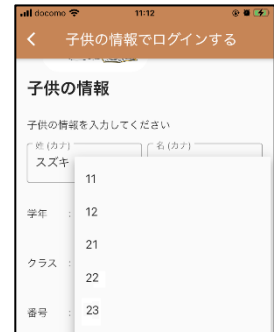 docomo 11:12
子供の情報でログインする
子供の情報
子供の情報を入力してください
姓 (カナ) 名 (カナ)
スズキ
11
学年 : 12
21
クラス :
22
番号 : 23